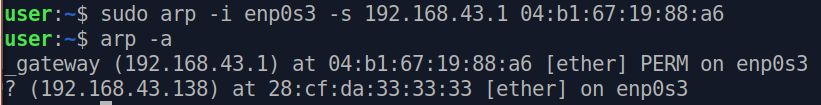 user:~$ sudo arp -i enp0s3 -s 192.168.43.1 04:b1:67:19:88:a6
user:~$ arp -a
_gateway (192.168.43.1) at 04:b1:67:19:88:a6 [ether] PERM on enp0s3
? (192.168.43.138) at 28:cf:da:33:33:33 [ether] on enp0s3